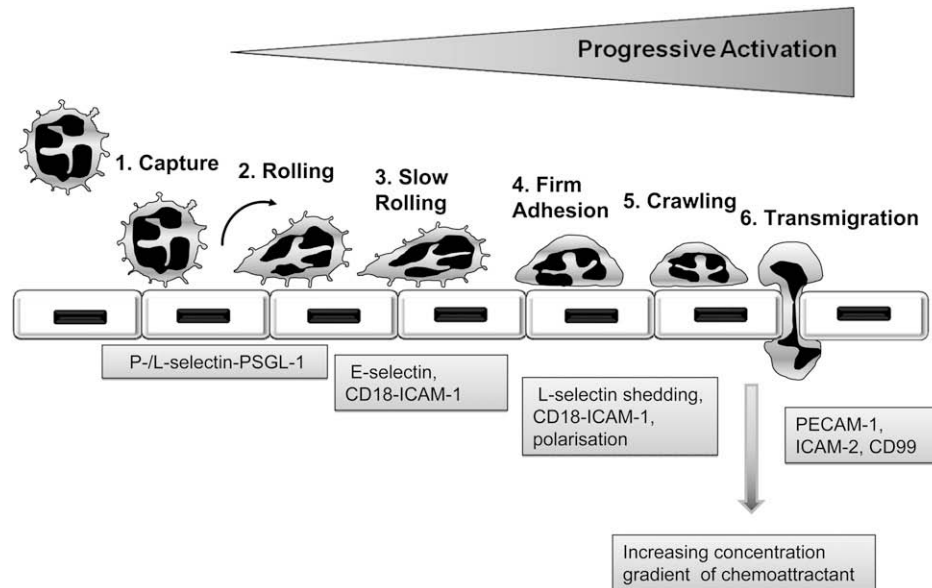 Progressive Activation
1. Capture
2. Rolling
3. Slow
Rolling
4. Firm
Adhesion
5. Crawling
6. Transmigration
P-/L-selectin-PSGL-1
E-selectin,
CD18-ICAM-1
L-selectin shedding,
CD18-ICAM-1,
polarisation
PECAM-1,
ICAM-2, CD99
Increasing concentration
gradient of chemoattractant